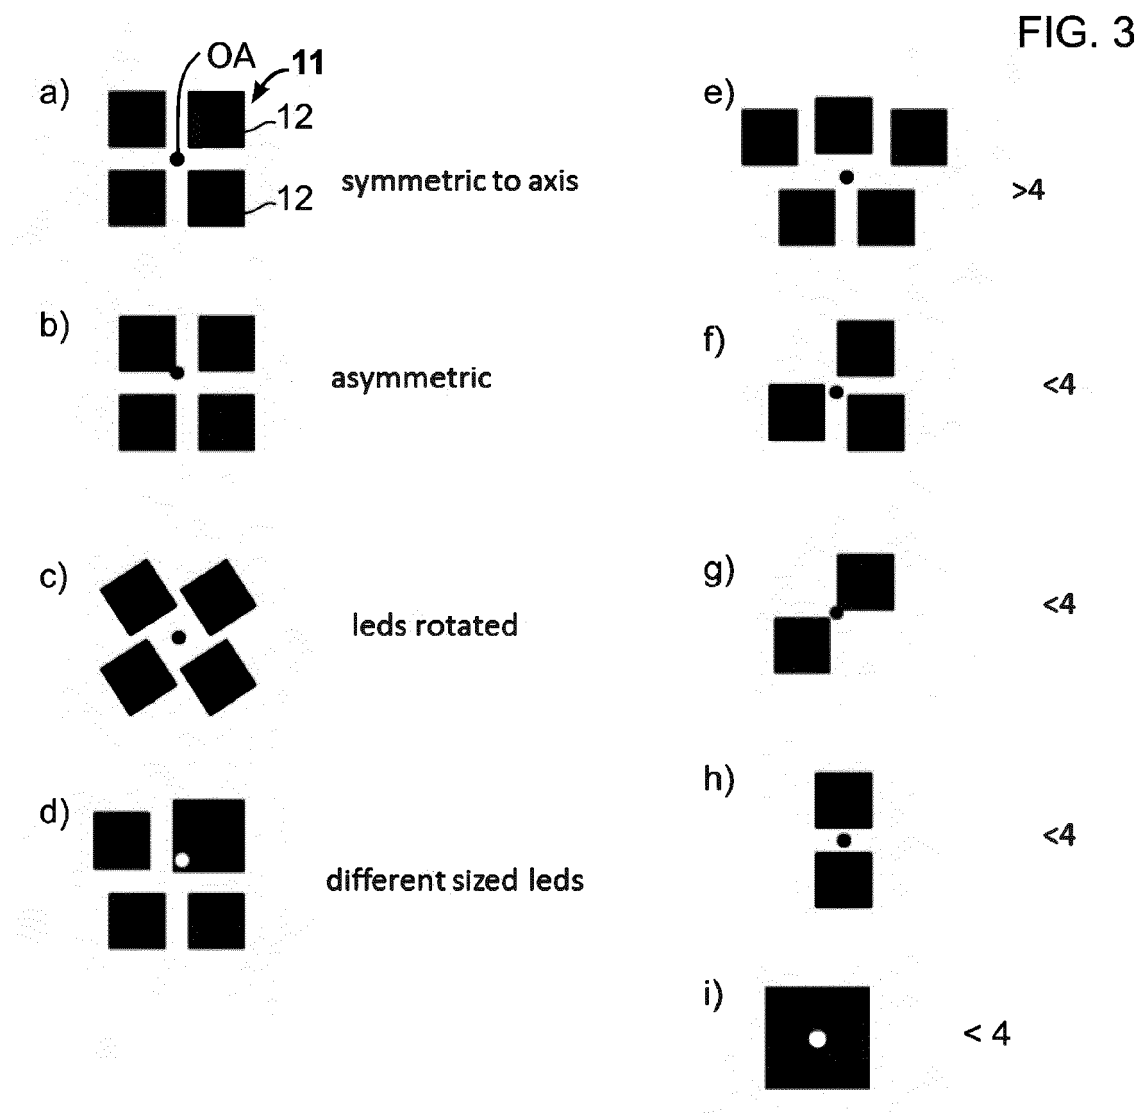 FIG. 3
a)
OA
11
12
12
symmetric to axis
b)
asymmetric
c)
leds rotated
d)
different sized leds
e)
>4
f)
<4
g)
<4
h)
<4
i)
< 4